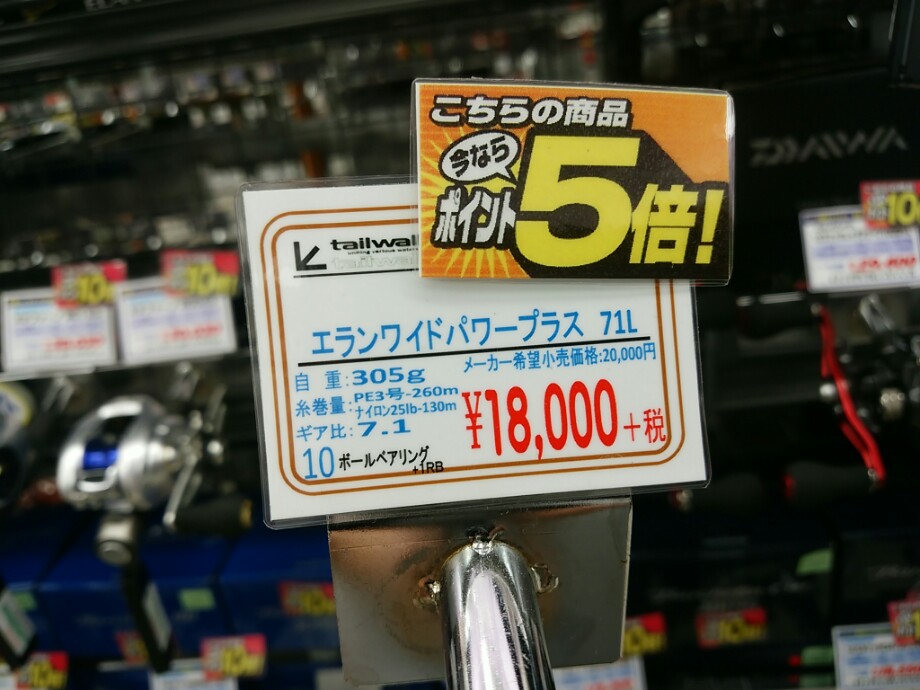 こちらの商品
今なら
ポイント5倍!
DAIWA
tailwal
エランワイドパワープラス 71L
自重:305g
メーカー希望小売価格:20,000円
糸巻量:PE3号-260m
ナイロン25lb-130m
ギア比:7.1
¥18,000+税
10ボールベアリング
+1RB